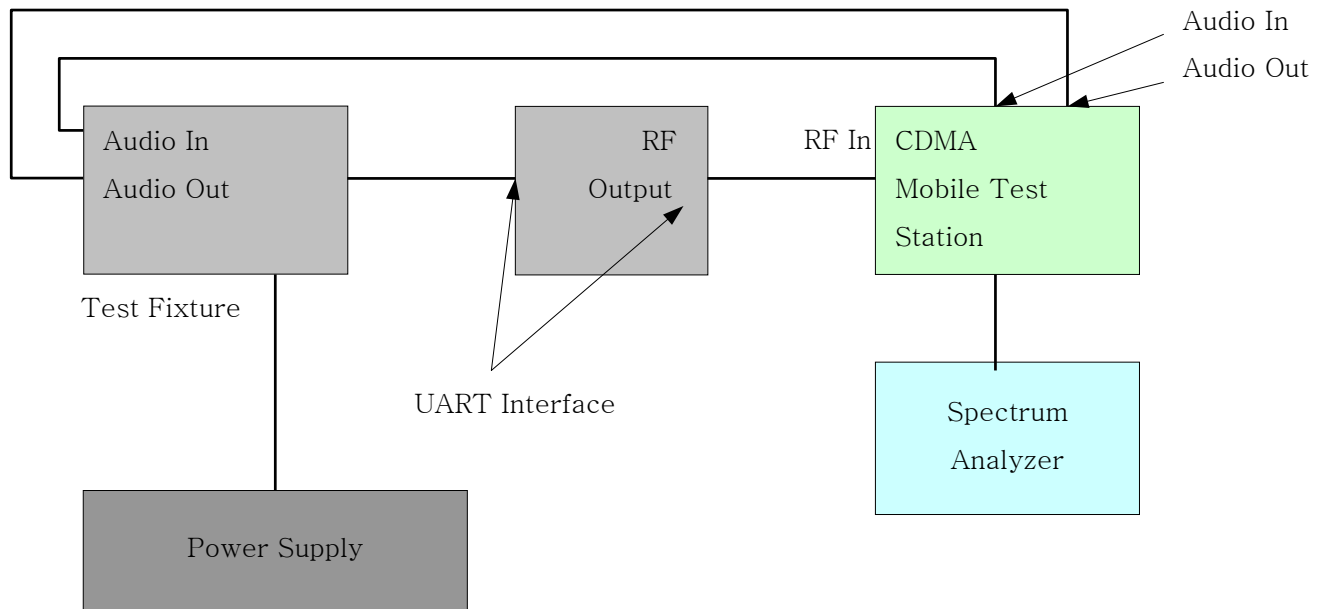 Audio In
Audio Out
Audio In
Audio Out
RF
Output
RF In
CDMA
Mobile Test
Station
Test Fixture
UART Interface
Spectrum
Analyzer
Power Supply